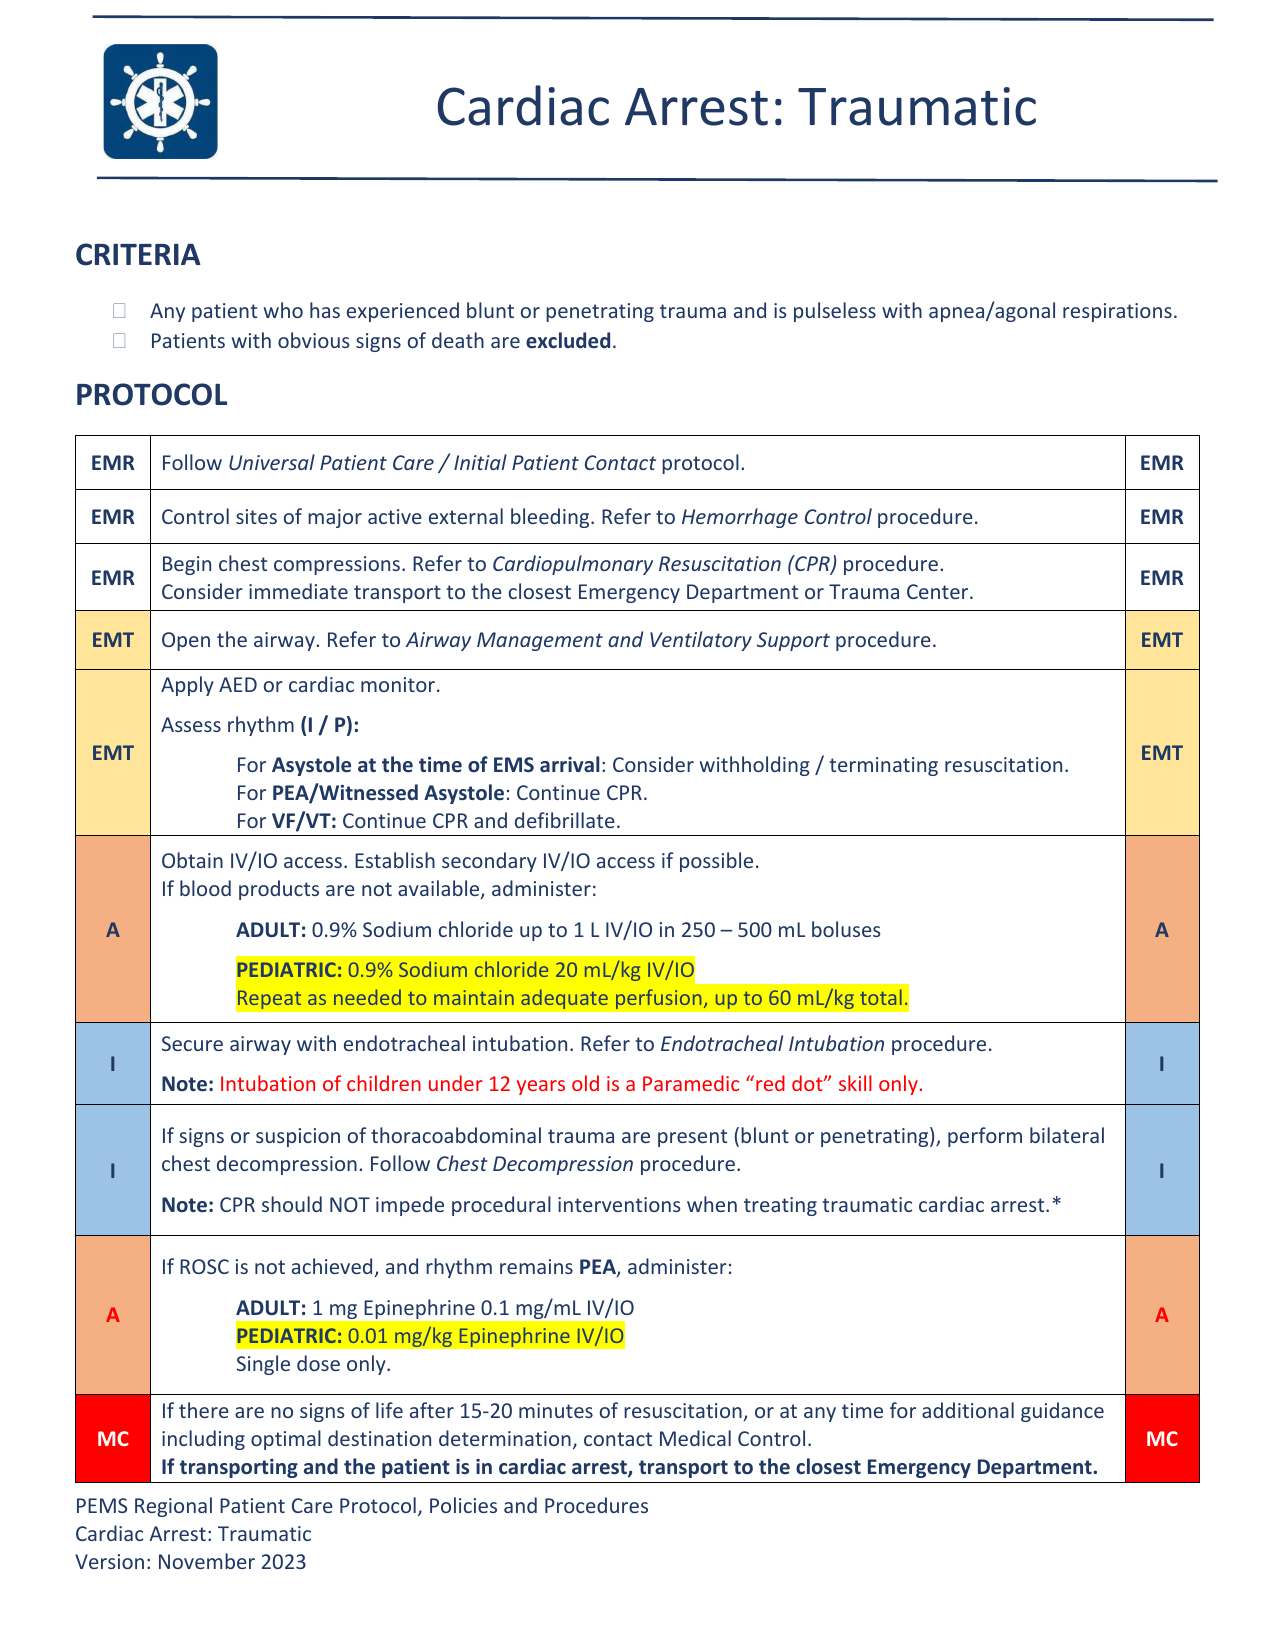 Cardiac Arrest: Traumatic
CRITERIA
Any patient who has experienced blunt or penetrating trauma and is pulseless with apnea/agonal respirations.
Patients with obvious signs of death are excluded.
PROTOCOL
EMR Follow Universal Patient Care / Initial Patient Contact protocol. EMR
EMR Control sites of major active external bleeding. Refer to Hemorrhage Control procedure. EMR
Begin chest compressions. Refer to Cardiopulmonary Resuscitation (CPR) procedure.
EMR EMR
Consider immediate transport to the closest Emergency Department or Trauma Center.
EMT Open the airway. Refer to Airway Management and Ventilatory Support procedure. EMT
Apply AED or cardiac monitor.
Assess rhythm (I / P):
EMT EMT
For Asystole at the time of EMS arrival: Consider withholding / terminating resuscitation.
For PEA/Witnessed Asystole: Continue CPR.
For VF/VT: Continue CPR and defibrillate.
Obtain IV/IO access. Establish secondary IV/IO access if possible.
If blood products are not available, administer:
A ADULT: 0.9% Sodium chloride up to 1 L IV/IO in 250 – 500 mL boluses A
PEDIATRIC: 0.9% Sodium chloride 20 mL/kg IV/IO
Repeat as needed to maintain adequate perfusion, up to 60 mL/kg total.
Secure airway with endotracheal intubation. Refer to Endotracheal Intubation procedure.
I I
Note: Intubation of children under 12 years old is a Paramedic “red dot” skill only.
If signs or suspicion of thoracoabdominal trauma are present (blunt or penetrating), perform bilateral
chest decompression. Follow Chest Decompression procedure.
I I
Note: CPR should NOT impede procedural interventions when treating traumatic cardiac arrest.*
If ROSC is not achieved, and rhythm remains PEA, administer:
ADULT: 1 mg Epinephrine 0.1 mg/mL IV/IO
A A
PEDIATRIC: 0.01 mg/kg Epinephrine IV/IO
Single dose only.
If there are no signs of life after 15-20 minutes of resuscitation, or at any time for additional guidance
MC including optimal destination determination, contact Medical Control. MC
If transporting and the patient is in cardiac arrest, transport to the closest Emergency Department.
PEMS Regional Patient Care Protocol, Policies and Procedures
Cardiac Arrest: Traumatic
Version: November 2023